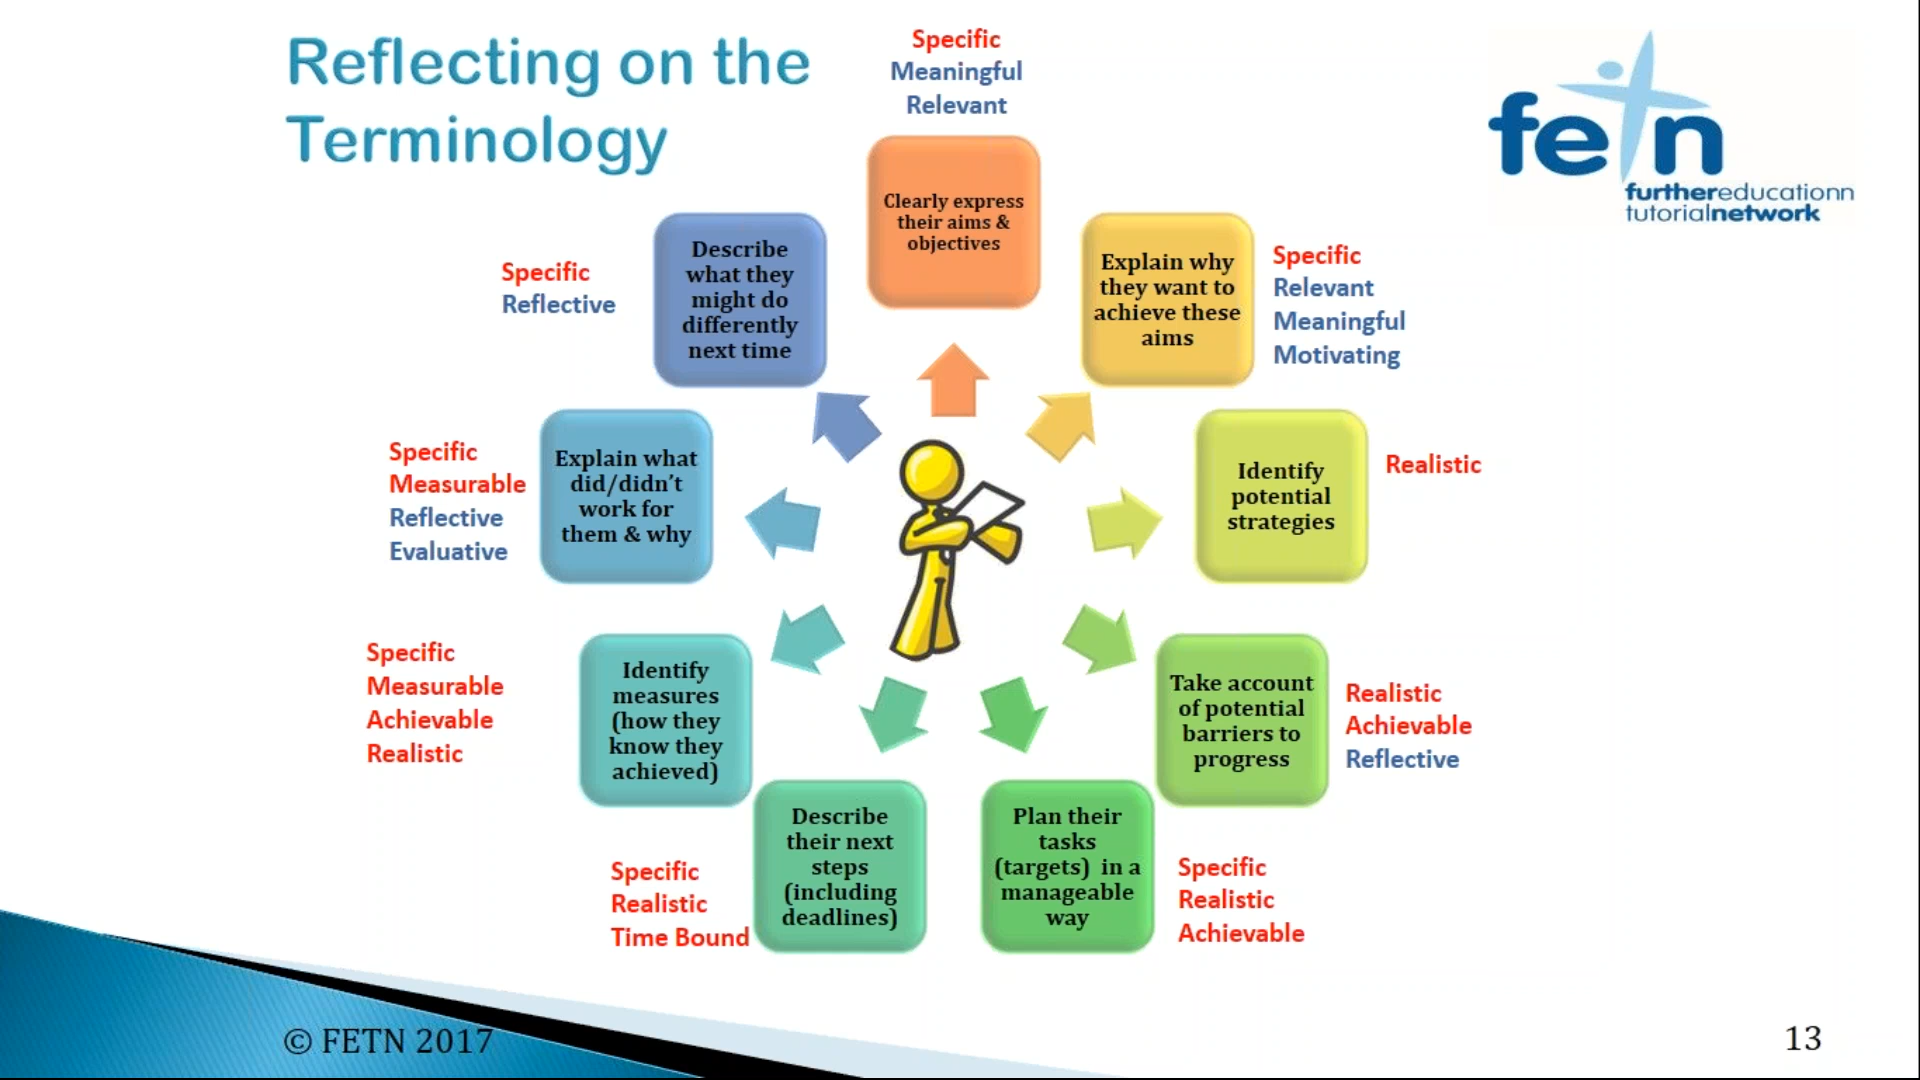 Reflecting on the
Terminology
Specific
Meaningful
Relevant
fetn
furthereducationn
tutorialnetwork
Clearly express
their aims &
objectives
Explain why
they want to
achieve these
aims
Specific
Relevant
Meaningful
Motivating
Identify
potential
strategies
Realistic
Take account
of potential
barriers to
progress
Realistic
Achievable
Reflective
Plan their
tasks
(targets) in a
manageable
way
Specific
Realistic
Achievable
Describe
their next
steps
(including
deadlines)
Specific
Realistic
Time Bound
Identify
measures
(how they
know they
achieved)
Specific
Measurable
Achievable
Realistic
Explain what
did/didn't
work for
them & why
Specific
Measurable
Reflective
Evaluative
Describe
what they
might do
differently
next time
Specific
Reflective
© FETN 2017
13